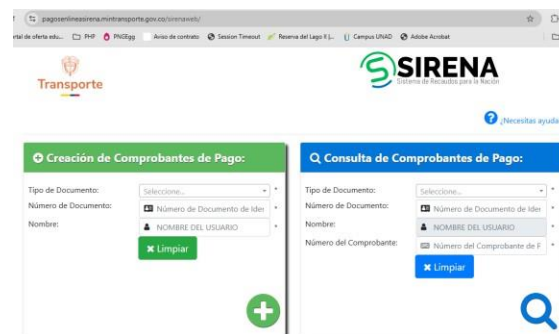 pagosenlineasirena.mintransporte.gov.co/sirenaweb/
rtal de oferta edu... PHP PNGEgg Aviso de contrato Session Timeout Reserva del Lago II |... Campus UNAD Adobe Acrobat
Transporte
SIRENA
Sistema de Recaudos para la Nación
¿Necesitas ayuda
Creación de Comprobantes de Pago:
Tipo de Documento: Seleccione... *
Número de Documento: Número de Documento de Iden *
Nombre: NOMBRE DEL USUARIO *
Limpiar
Consulta de Comprobantes de Pago:
Tipo de Documento: Seleccione... *
Número de Documento: Número de Documento de Iden *
Nombre: NOMBRE DEL USUARIO *
Número del Comprobante: Número del Comprobante de P *
Limpiar